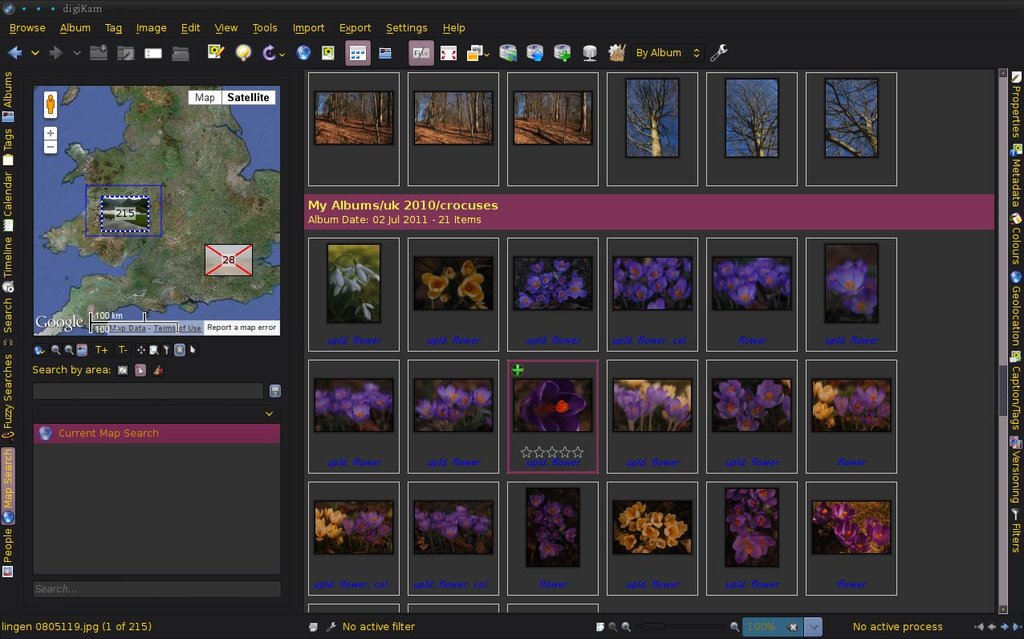 digiKam
Browse Album Tag Image Edit View Tools Import Export Settings Help
By Album
Albums
Tags
Calendar
Timeline
Search
Fuzzy Searches
Map Search
People
Map Satellite
215
28
100 km
100
Google Map Data - Terms of Use Report a map error
T+ T-
Search by area:
Current Map Search
Search...
My Albums/uk 2010/crocuses
Album Date: 02 Jul 2011 - 21 Items
upld, flower upld, flower upld, flower upld, flower, col... flower upld, flower
upld, flower upld, flower upld, flower upld, flower upld, flower flower
upld, flower, col... upld, flower, col... flower upld, flower upld, flower flower
Properties
Metadata
Colours
Geolocation
Caption/Tags
Versioning
Filters
lingen 0805119.jpg (1 of 215) No active filter 100% No active process